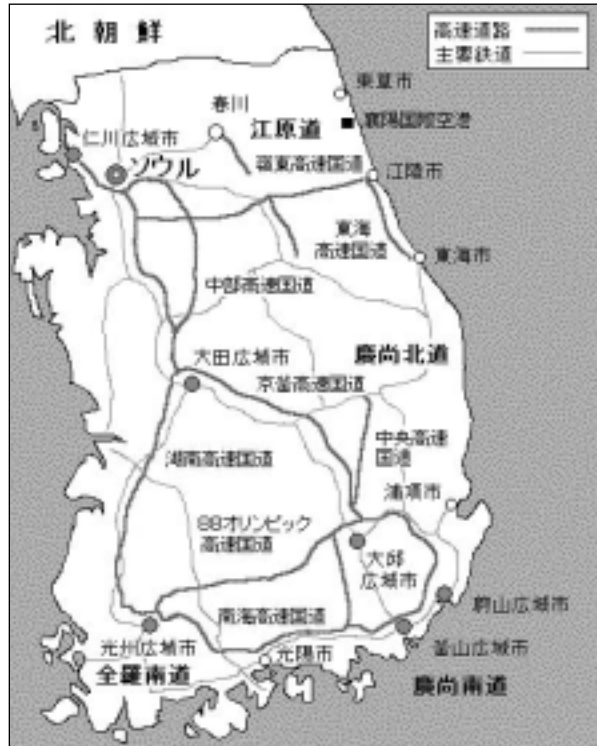 高速道路
主要鉄道
北朝鮮
束草市
春川
江原道
襄陽国際空港
仁川広域市
ソウル
嶺東高速国道
江陵市
東海
高速国道
東海市
中部高速国道
慶尚北道
大田広域市
京釜高速国道
中央高速
国道
湖南高速国道
浦項市
88オリンピック
高速国道
大邱
広域市
蔚山広域市
南海高速国道
光州広域市
光陽市
釜山広域市
全羅南道
慶尚南道